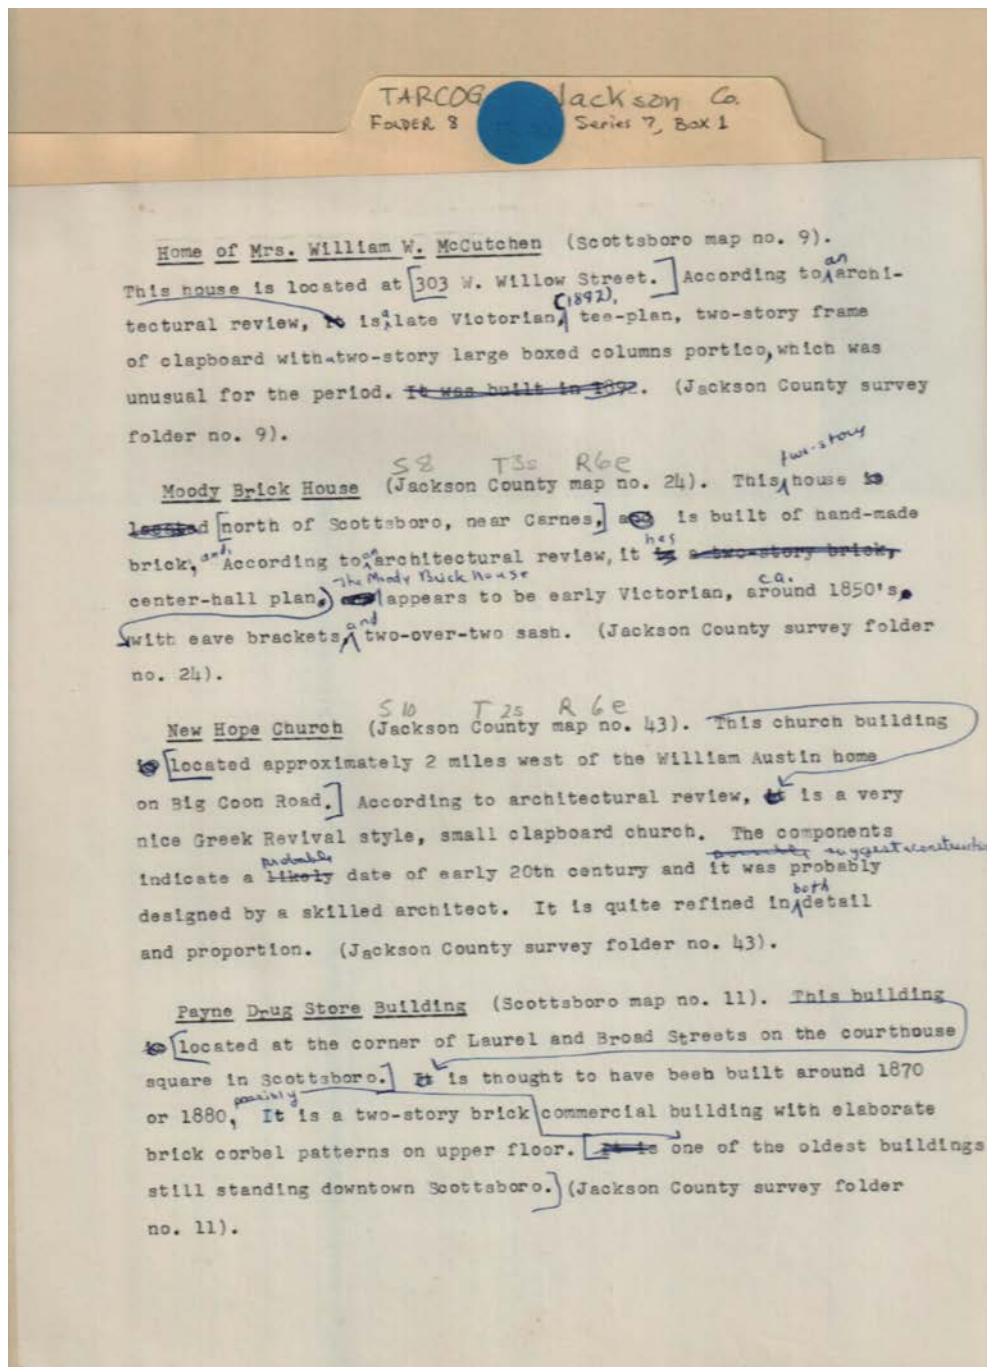 TARCOG Jackson Co.
FOLDER 8 Series 7, Box 1
Home of Mrs. William W. McCutchen (Scottsboro map no. 9).
This house is located at [303 W. Willow Street.] According to an archi-
(1892),
tectural review, it is a late Victorian, tee-plan, two-story frame
of clapboard with two-story large boxed columns portico, which was
unusual for the period. It was built in 1892. (Jackson County survey
folder no. 9).
S8 T3s R6e two-story
Moody Brick House (Jackson County map no. 24). This house is
located [north of Scottsboro, near Carnes,] and is built of hand-made
brick, and According to an architectural review, it has is a two-story brick,
The Moody Brick House ca.
center-hall plan. appears to be early Victorian, around 1850's,
with eave brackets, and two-over-two sash. (Jackson County survey folder
no. 24).
S10 T2s R6e
New Hope Church (Jackson County map no. 43). This church building
is [located approximately 2 miles west of the William Austin home
on Big Coon Road.] According to architectural review, it is a very
nice Greek Revival style, small clapboard church. The components
probable possibly suggest construction
indicate a likely date of early 20th century and it was probably
designed by a skilled architect. It is quite refined in both detail
and proportion. (Jackson County survey folder no. 43).
Payne Drug Store Building (Scottsboro map no. 11). This building
is [located at the corner of Laurel and Broad Streets on the courthouse
square in Scottsboro.] It is thought to have been built around 1870
possibly
or 1880, It is a two-story brick commercial building with elaborate
brick corbel patterns on upper floor. [It is one of the oldest buildings
still standing downtown Scottsboro.] (Jackson County survey folder
no. 11).